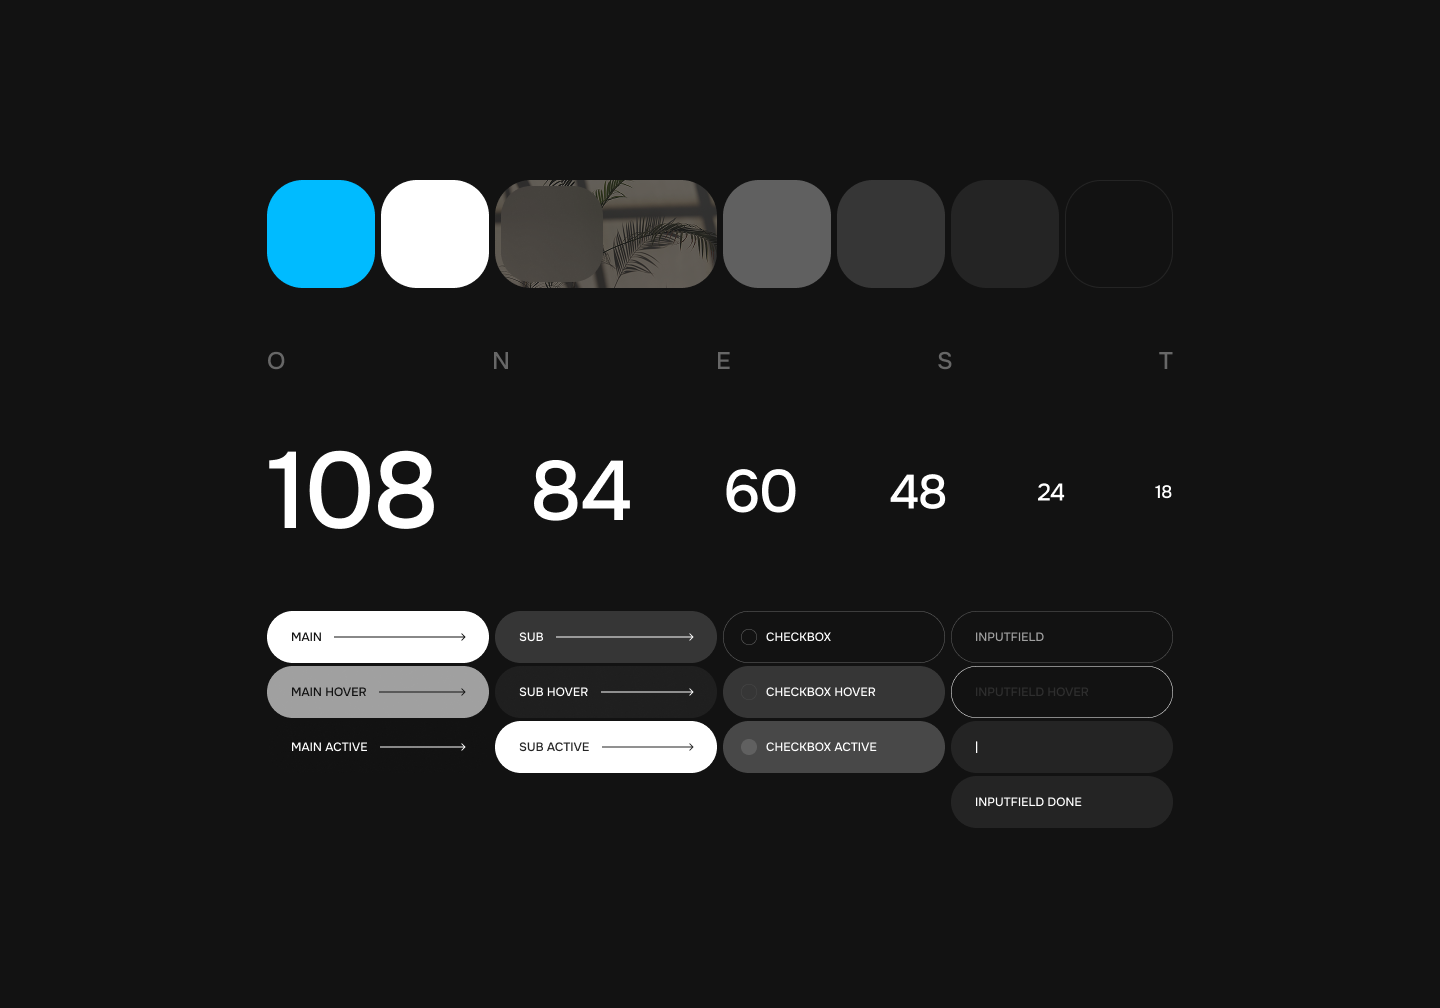 O N E S T
108 84 60 48 24 18
MAIN SUB CHECKBOX INPUTFIELD
MAIN HOVER SUB HOVER CHECKBOX HOVER INPUTFIELD HOVER
MAIN ACTIVE SUB ACTIVE CHECKBOX ACTIVE |
INPUTFIELD DONE